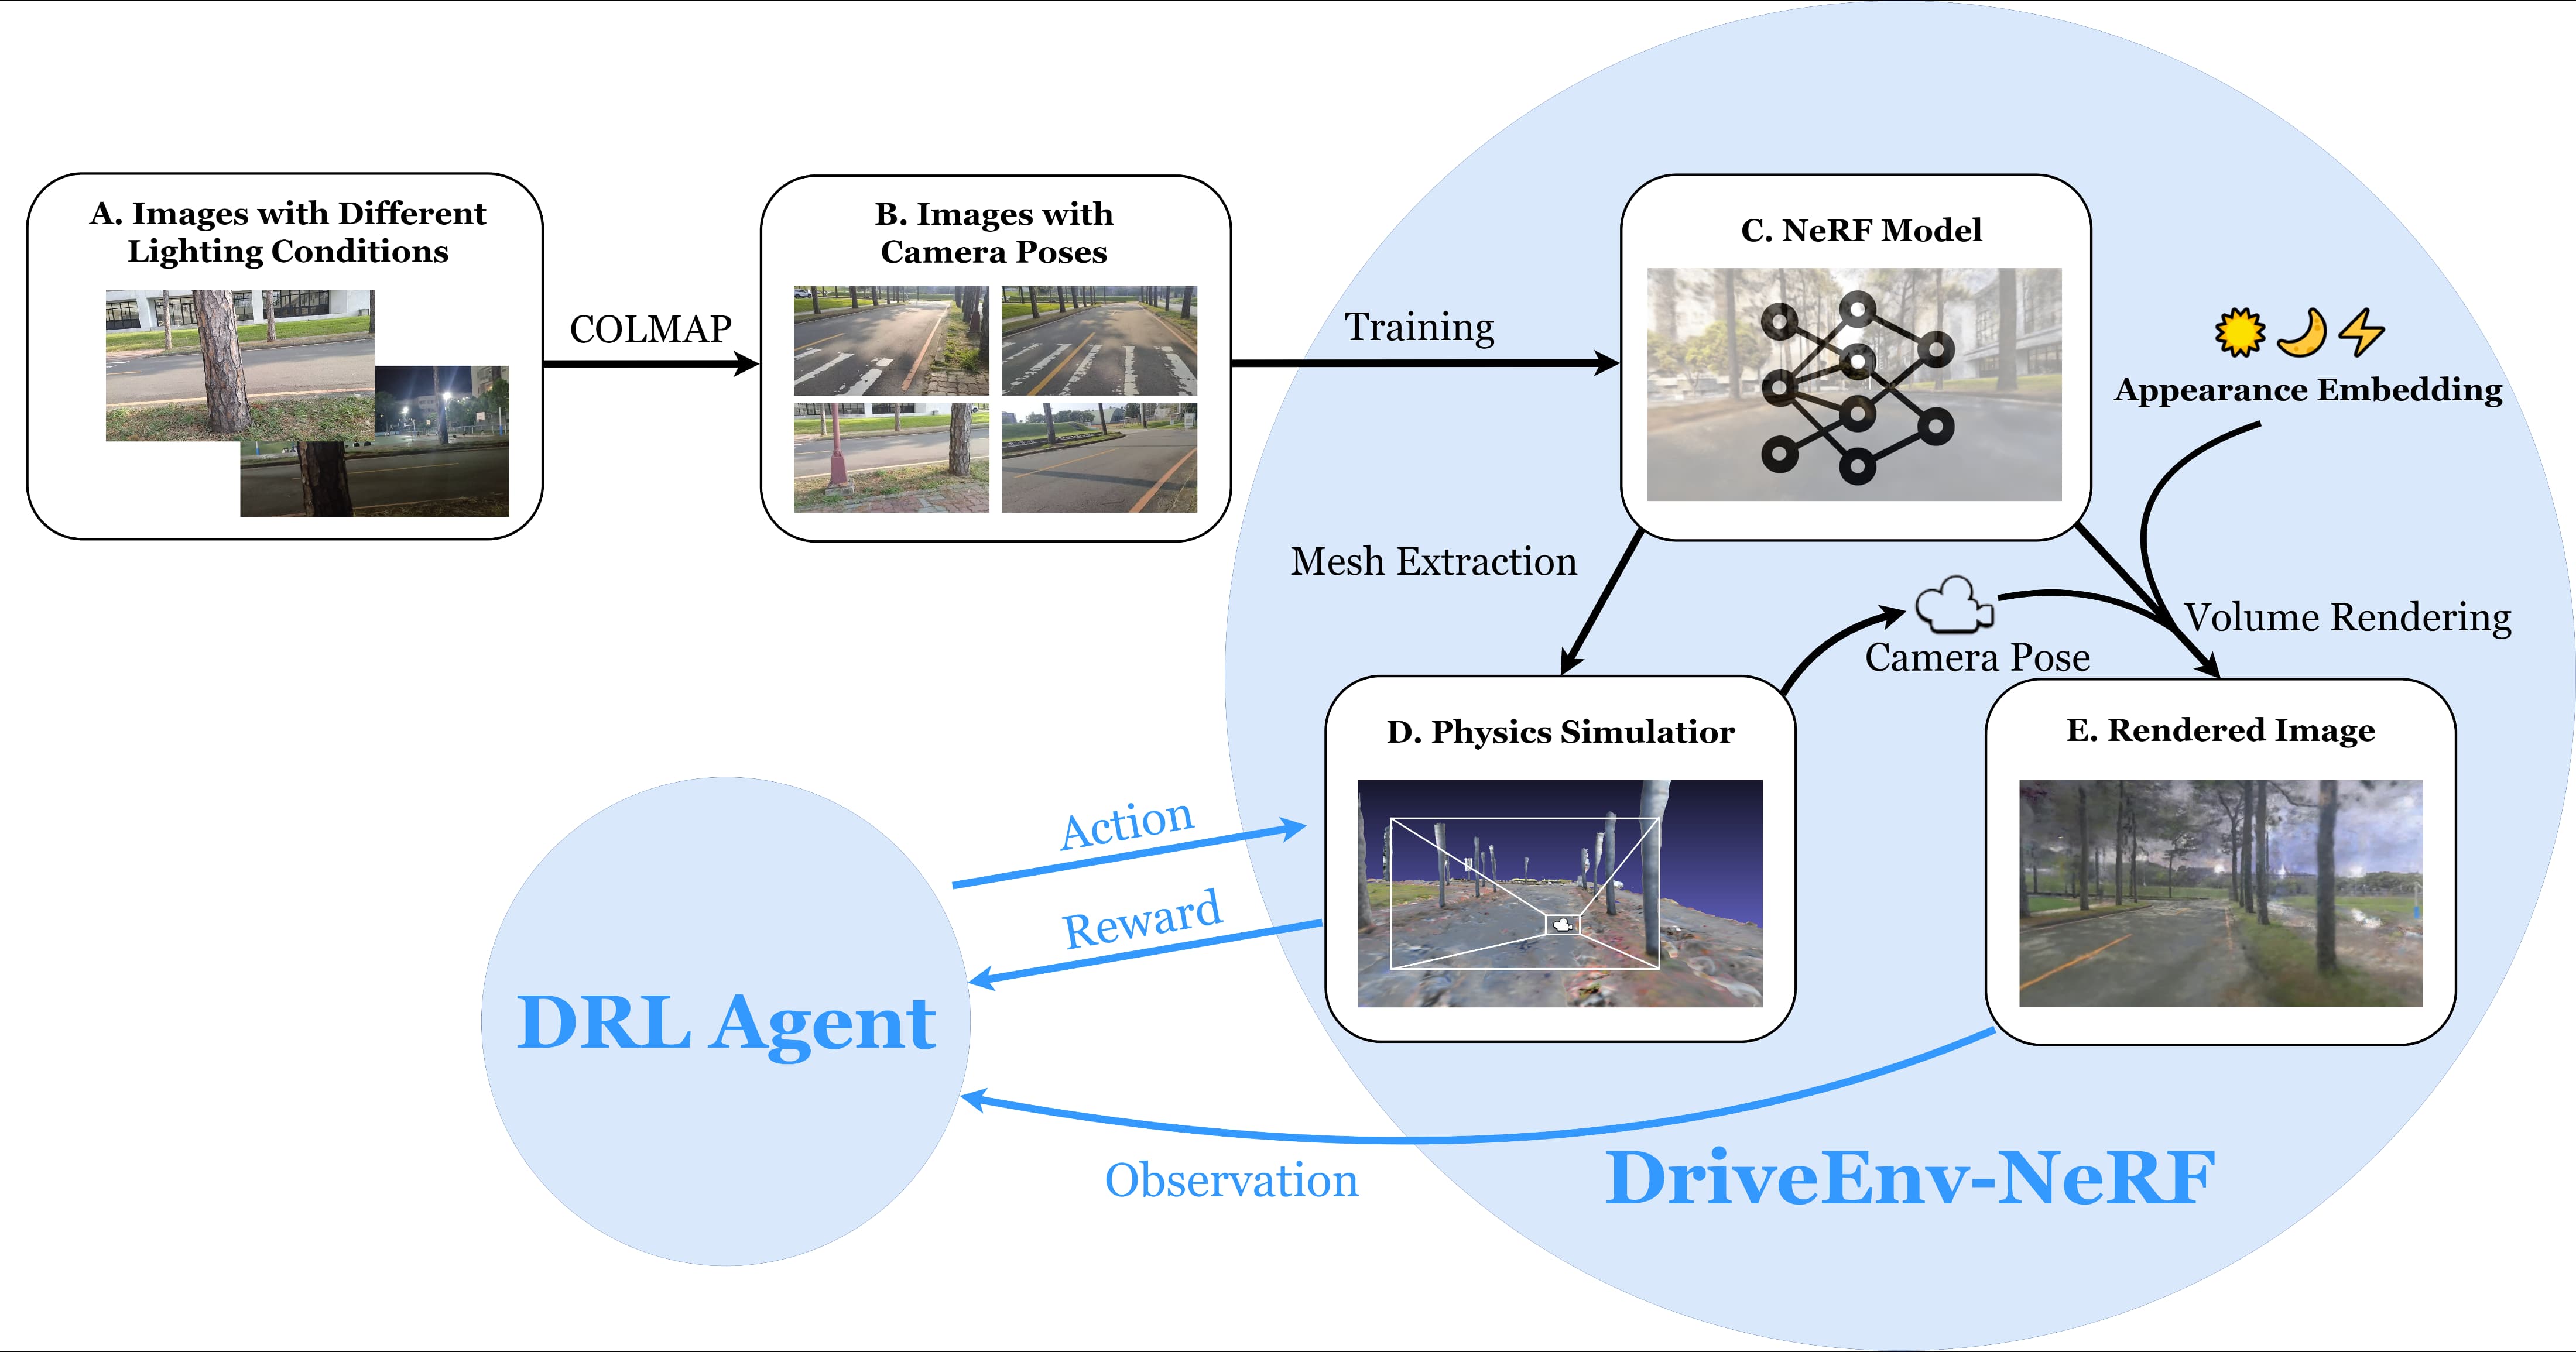 A. Images with Different
Lighting Conditions
COLMAP
B. Images with
Camera Poses
Training
C. NeRF Model
Appearance Embedding
Mesh Extraction
Camera Pose
Volume Rendering
D. Physics Simulatior
E. Rendered Image
Action
Reward
DRL Agent
Observation
DriveEnv-NeRF